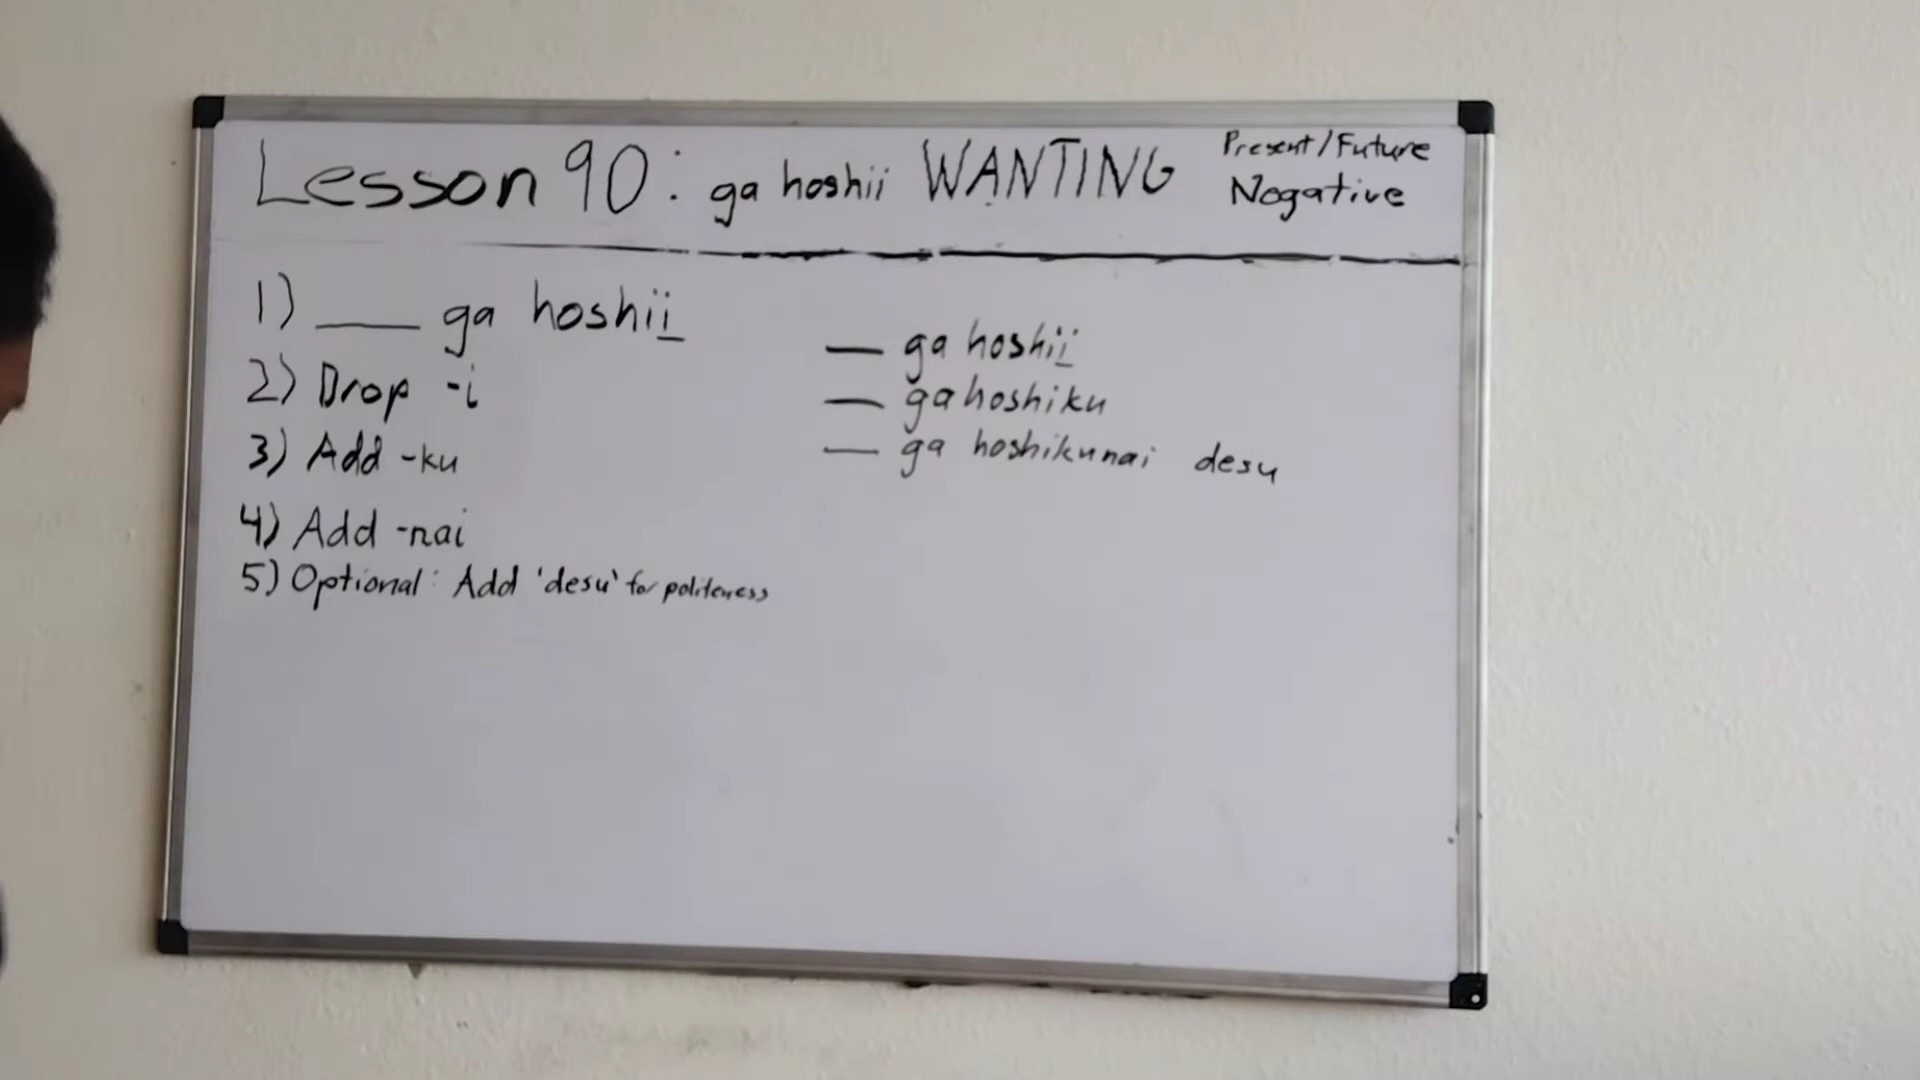 Lesson 90: ga hoshii WANTING Present/Future Negative
1) ___ ga hoshii
2) Drop -i
3) Add -ku
4) Add -nai
5) Optional: Add 'desu' for politeness
— ga hoshii
— ga hoshiku
— ga hoshikunai desu